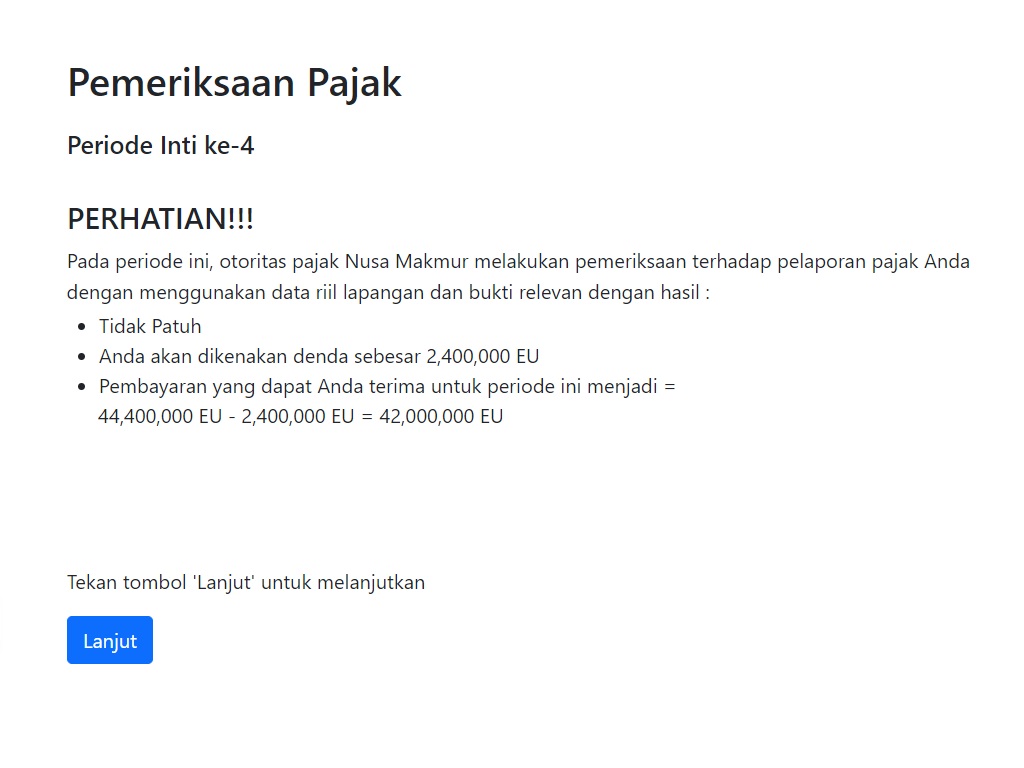 Pemeriksaan Pajak
Periode Inti ke-4
PERHATIAN!!!
Pada periode ini, otoritas pajak Nusa Makmur melakukan pemeriksaan terhadap pelaporan pajak Anda
dengan menggunakan data riil lapangan dan bukti relevan dengan hasil :
• Tidak Patuh
• Anda akan dikenakan denda sebesar 2,400,000 EU
• Pembayaran yang dapat Anda terima untuk periode ini menjadi =
44,400,000 EU - 2,400,000 EU = 42,000,000 EU
Tekan tombol 'Lanjut' untuk melanjutkan
Lanjut